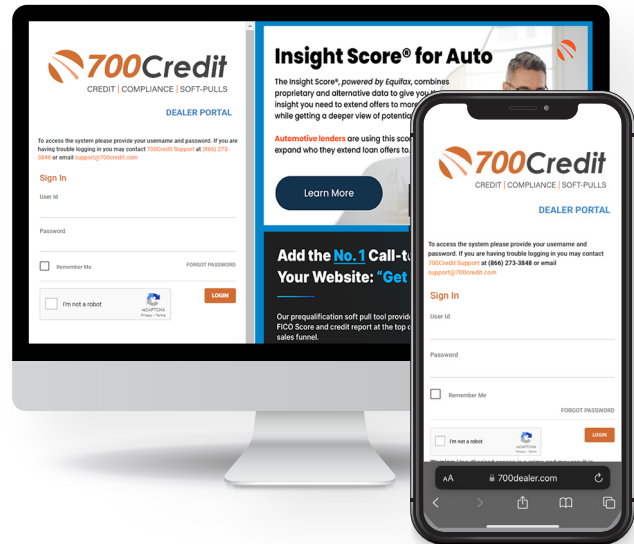 700Credit
CREDIT | COMPLIANCE | SOFT-PULLS
DEALER PORTAL
To access the system please provide your username and password. If you are
having trouble logging in you may contact 700Credit Support at (866) 273-
3848 or email support@700credit.com
Sign In
User Id
Password
Remember Me
FORGOT PASSWORD
I'm not a robot
reCAPTCHA
Privacy - Terms
LOGIN
Insight Score® for Auto
The Insight Score®, powered by Equifax, combines
proprietary and alternative data to give you
insight you need to extend offers to more
while getting a deeper view of
Automotive lenders are using this
expand who they extend loan offers to.
Learn More
Add the No. 1
Your Website: “Get
Our prequalification soft pull tool
FICO Score and credit report at the top
sales funnel.
700Credit
CREDIT | COMPLIANCE | SOFT-PULLS
DEALER PORTAL
To access the system please provide your username and
password. If you are having trouble logging in you may contact
700Credit Support at (866) 273-3848 or email
support@700credit.com
Sign In
User Id
Password
Remember Me
FORGOT PASSWORD
I'm not a robot
reCAPTCHA
Privacy - Terms
LOGIN
AA
700dealer.com